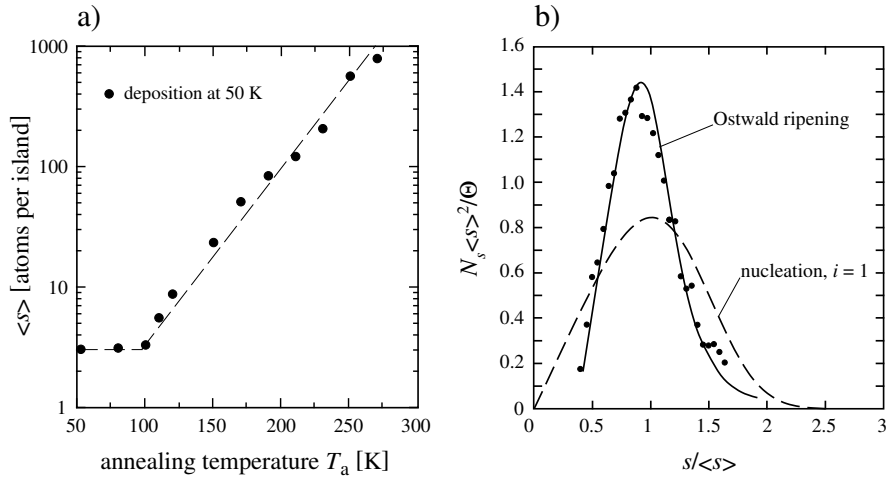 a)
1000
100
10
1
<s> [atoms per island]
deposition at 50 K
50
100
150
200
250
300
annealing temperature Tₐ [K]
b)
1.6
1.4
1.2
1.0
0.8
0.6
0.4
0.2
0
Nₛ<s>²/Θ
Ostwald ripening
nucleation, i = 1
0
0.5
1
1.5
2
2.5
3
s/<s>